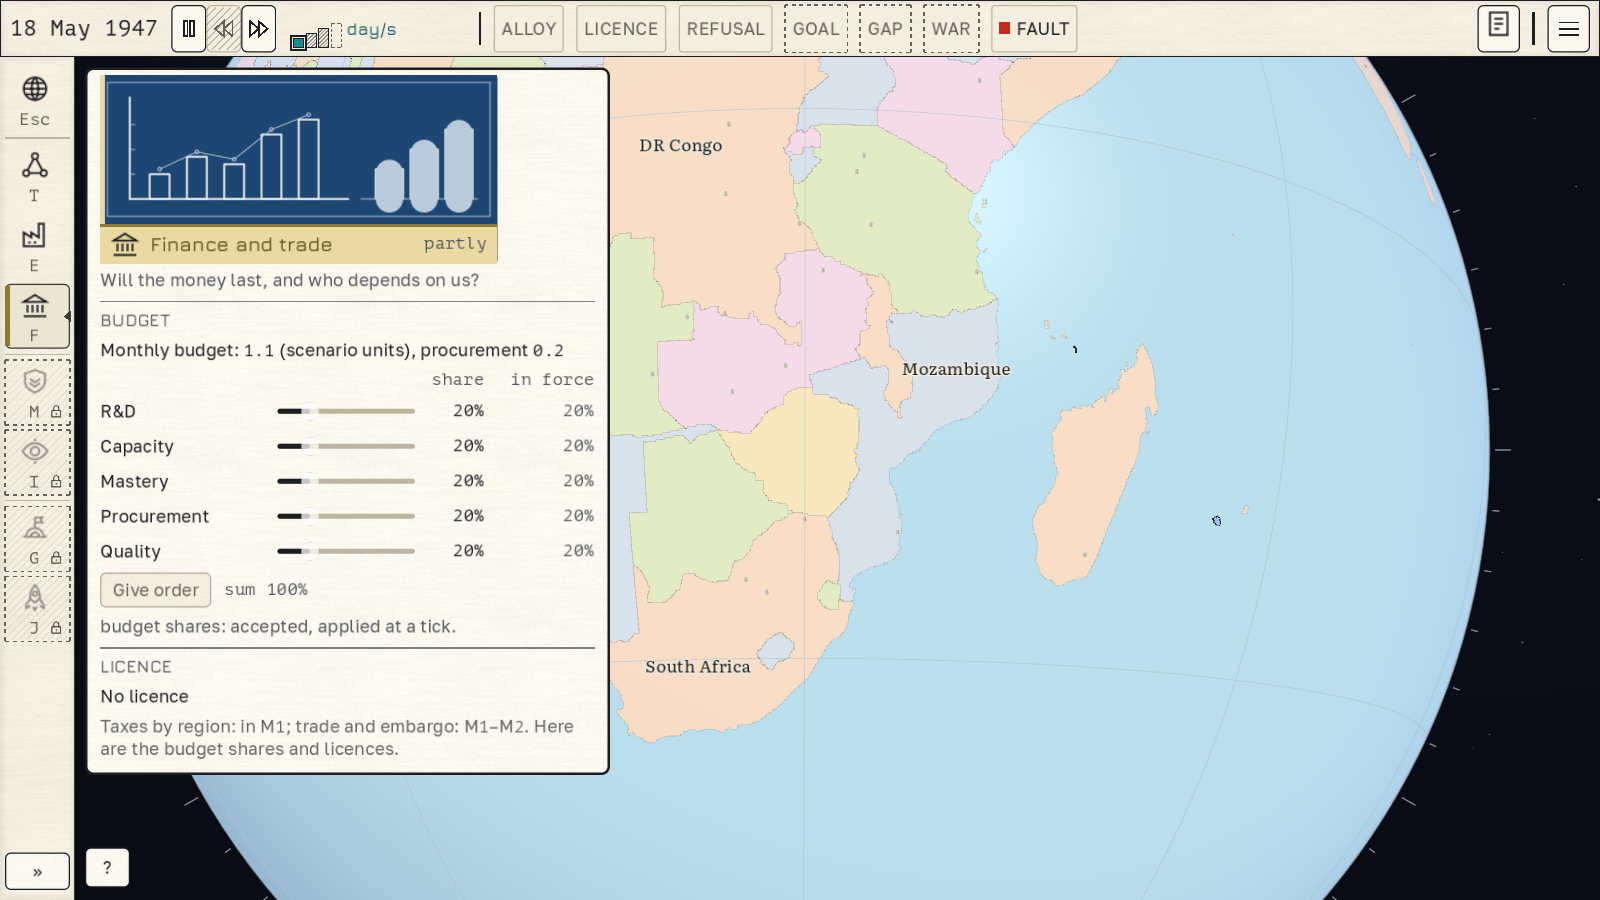 18 May 1947
day/s
ALLOY
LICENCE
REFUSAL
GOAL
GAP
WAR
FAULT
Esc
T
E
F
M
I
G
J
»
?
Finance and trade
partly
Will the money last, and who depends on us?
BUDGET
Monthly budget: 1.1 (scenario units), procurement 0.2
share in force
R&D 20% 20%
Capacity 20% 20%
Mastery 20% 20%
Procurement 20% 20%
Quality 20% 20%
Give order sum 100%
budget shares: accepted, applied at a tick.
LICENCE
No licence
Taxes by region: in M1; trade and embargo: M1–M2. Here
are the budget shares and licences.
DR Congo
Mozambique
South Africa